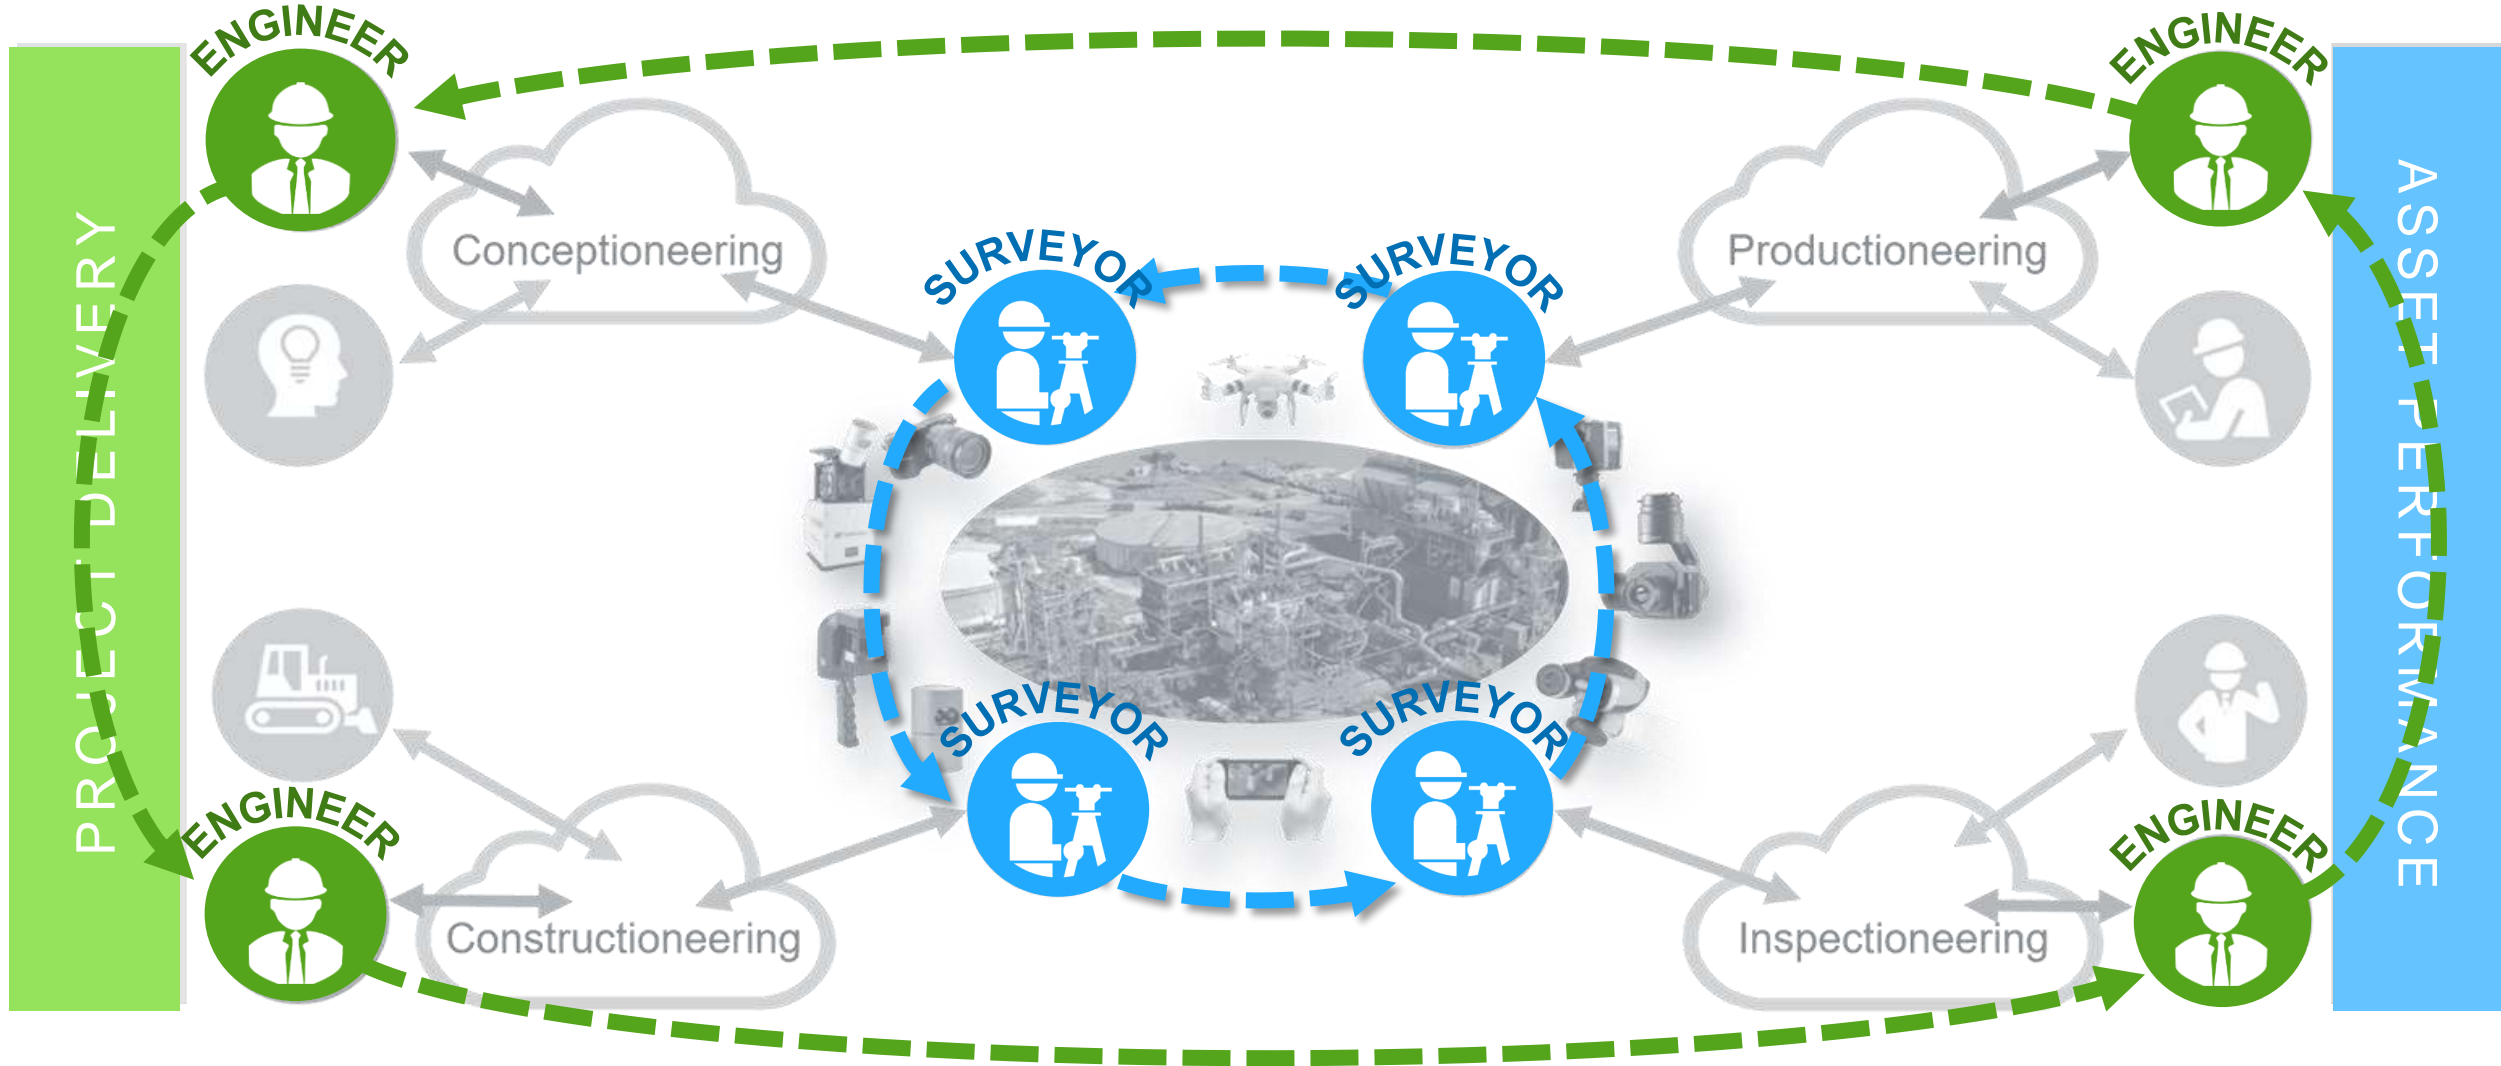 ENGINEER
ENGINEER
PROJECT DELIVERY
ASSET PERFORMANCE
Conceptioneering
Productioneering
SURVEYOR
SURVEYOR
SURVEYOR
SURVEYOR
ENGINEER
ENGINEER
Constructioneering
Inspectioneering